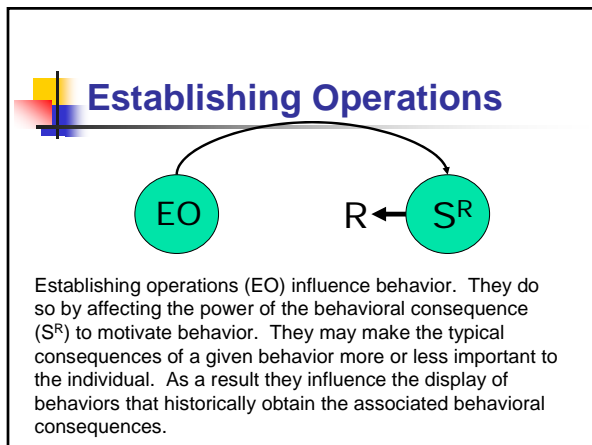 Establishing Operations
EO R S^R
Establishing operations (EO) influence behavior. They do
so by affecting the power of the behavioral consequence
(S^R) to motivate behavior. They may make the typical
consequences of a given behavior more or less important to
the individual. As a result they influence the display of
behaviors that historically obtain the associated behavioral
consequences.